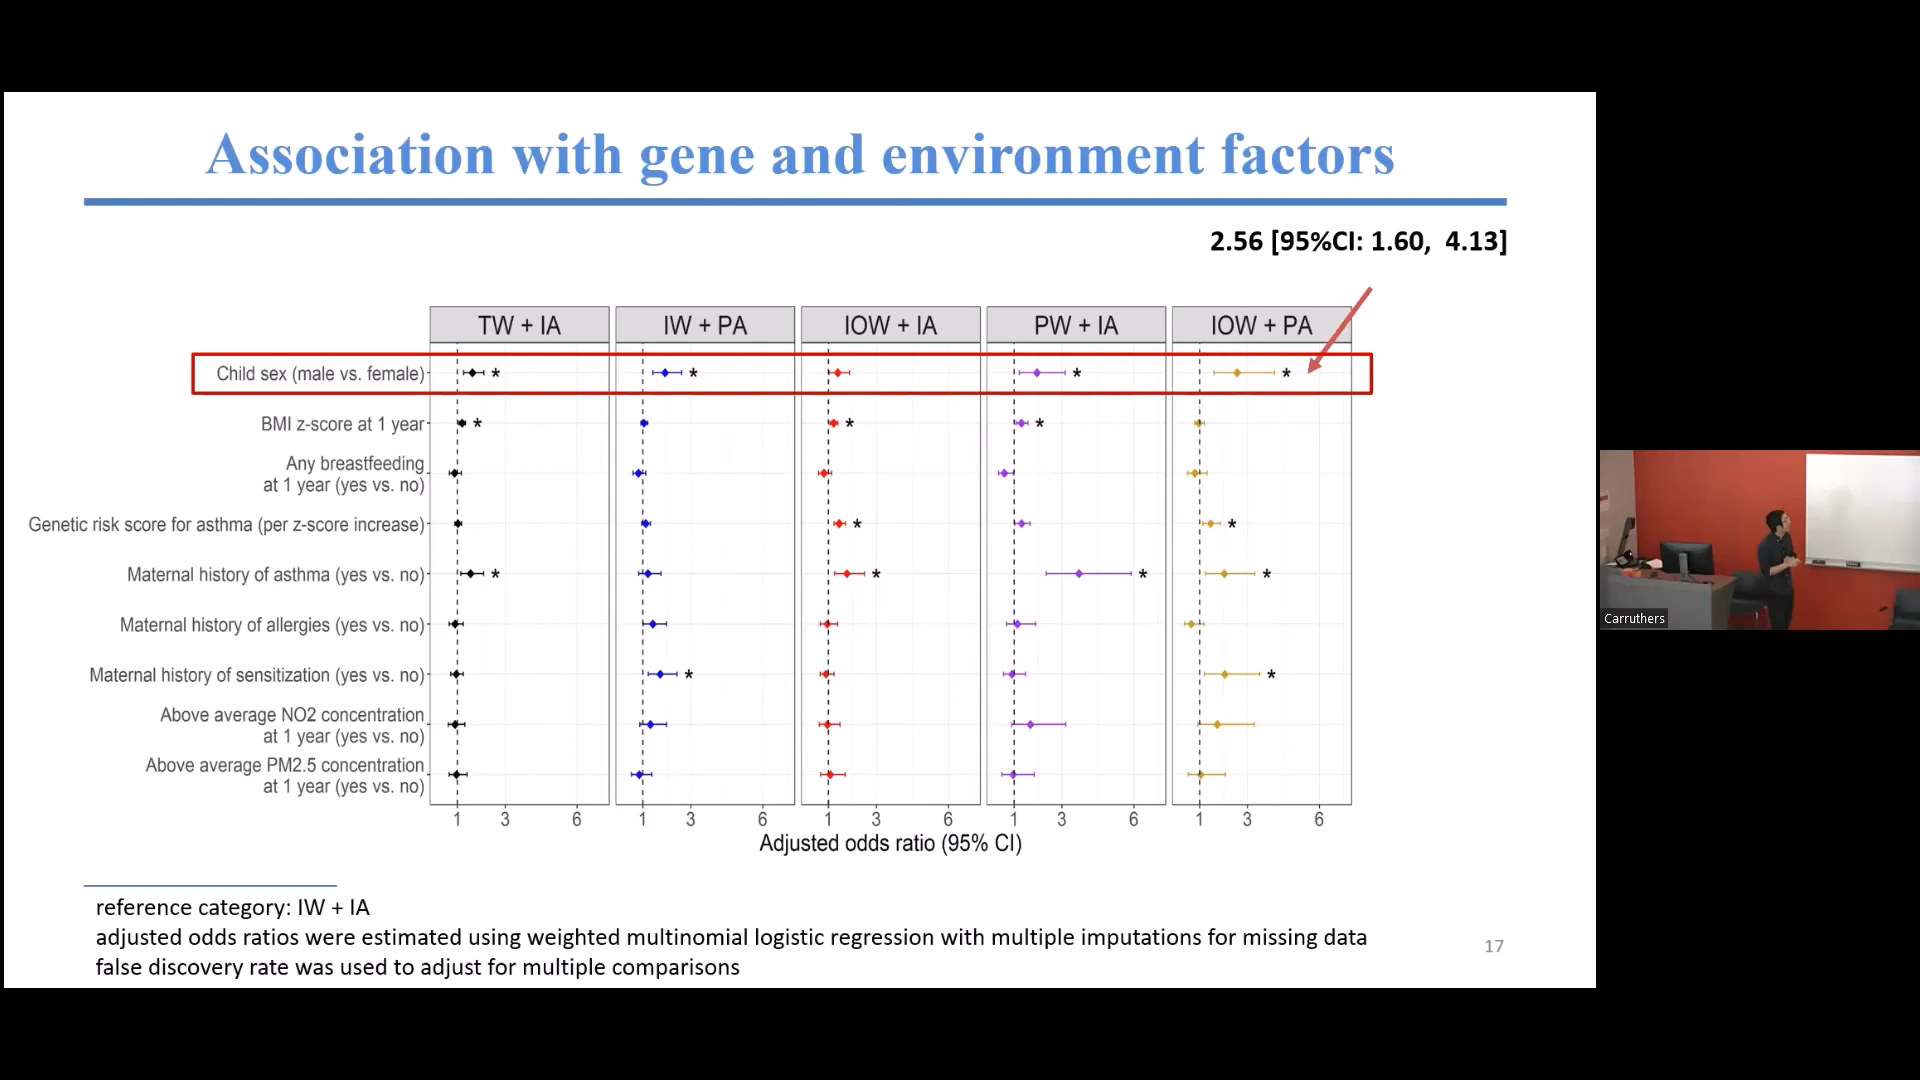 Association with gene and environment factors
2.56 [95%CI: 1.60, 4.13]
TW + IA
IW + PA
IOW + IA
PW + IA
IOW + PA
Child sex (male vs. female) * * * *
BMI z-score at 1 year * * *
Any breastfeeding
at 1 year (yes vs. no)
Genetic risk score for asthma (per z-score increase) * *
Maternal history of asthma (yes vs. no) * * * *
Maternal history of allergies (yes vs. no)
Maternal history of sensitization (yes vs. no) * *
Above average NO2 concentration
at 1 year (yes vs. no)
Above average PM2.5 concentration
at 1 year (yes vs. no)
1 3 6 1 3 6 1 3 6 1 3 6 1 3 6
Adjusted odds ratio (95% CI)
reference category: IW + IA
adjusted odds ratios were estimated using weighted multinomial logistic regression with multiple imputations for missing data
false discovery rate was used to adjust for multiple comparisons
17
Carruthers